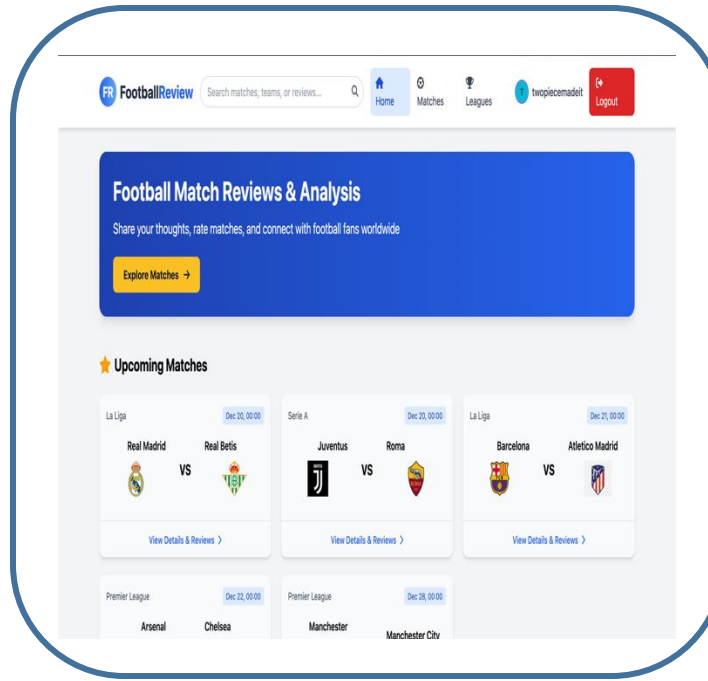 FR FootballReview Search matches, teams, or reviews... Home Matches Leagues T twopiecemadeit Logout
Football Match Reviews & Analysis
Share your thoughts, rate matches, and connect with football fans worldwide
Explore Matches →
Upcoming Matches
La Liga Dec 20, 00:00
Real Madrid VS Real Betis
View Details & Reviews >
Serie A Dec 20, 00:00
Juventus VS Roma
View Details & Reviews >
La Liga Dec 21, 00:00
Barcelona VS Atletico Madrid
View Details & Reviews >
Premier League Dec 22, 00:00
Arsenal Chelsea
Premier League Dec 28, 00:00
Manchester Manchester City